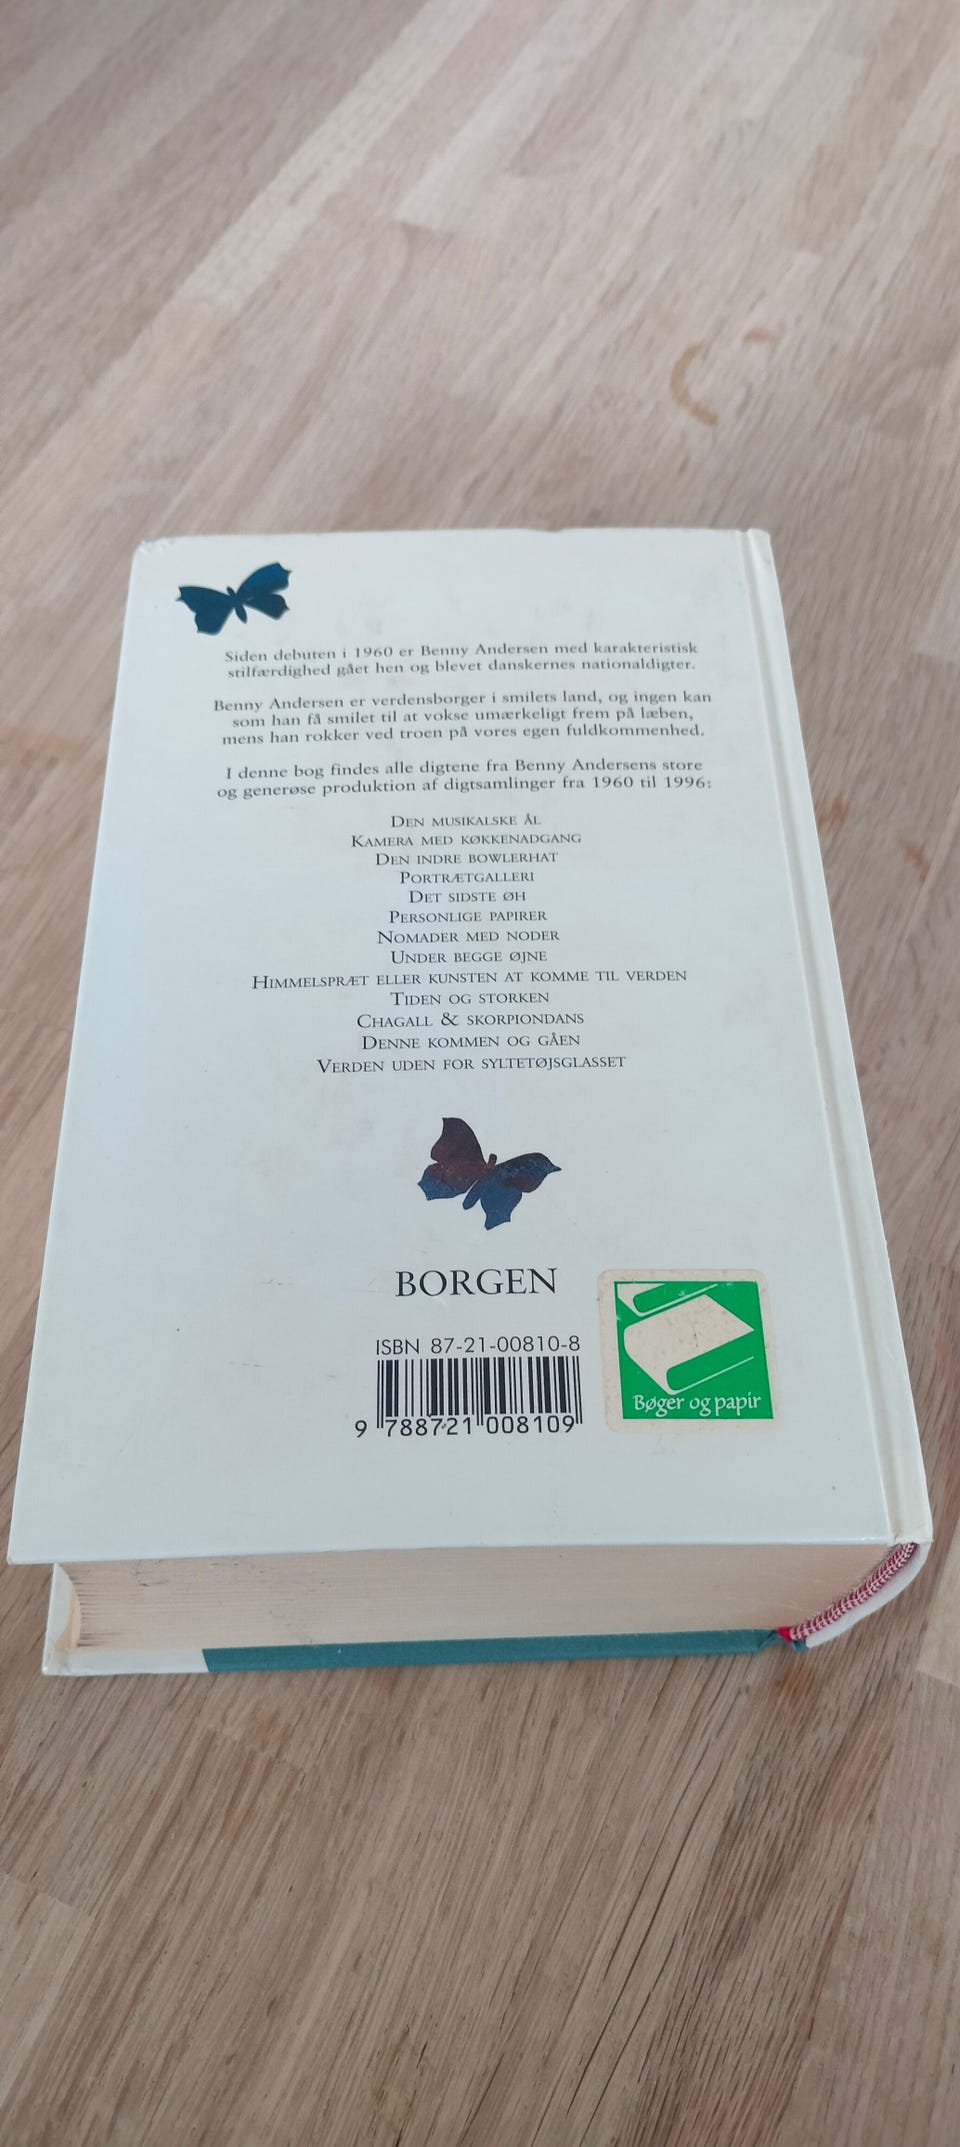 Siden debuten i 1960 er Benny Andersen med karakteristisk
stilfærdighed gået hen og blevet danskernes nationaldigter.
Benny Andersen er verdensborger i smilets land, og ingen kan
som han få smilet til at vokse umærkeligt frem på læben,
mens han rokker ved troen på vores egen fuldkommenhed.
I denne bog findes alle digtene fra Benny Andersens store
og generøse produktion af digtsamlinger fra 1960 til 1996:
DEN MUSIKALSKE ÅL
KAMERA MED KØKKENADGANG
DEN INDRE BOWLERHAT
PORTRÆTGALLERI
DET SIDSTE ØH
PERSONLIGE PAPIRER
NOMADER MED NODER
UNDER BEGGE ØJNE
HIMMELSPRÆT ELLER KUNSTEN AT KOMME TIL VERDEN
TIDEN OG STORKEN
CHAGALL & SKORPIONDANS
DENNE KOMMEN OG GÅEN
VERDEN UDEN FOR SYLTETØJSGLASSET
BORGEN
ISBN 87-21-00810-8
9 788721 008109
Bøger og papir